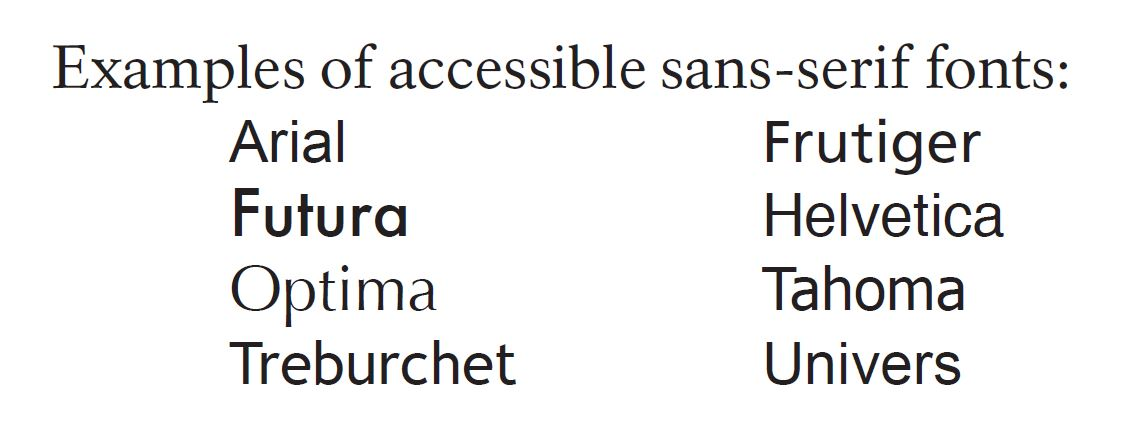 Examples of accessible sans-serif fonts:
Arial Frutiger
Futura Helvetica
Optima Tahoma
Treburchet Univers